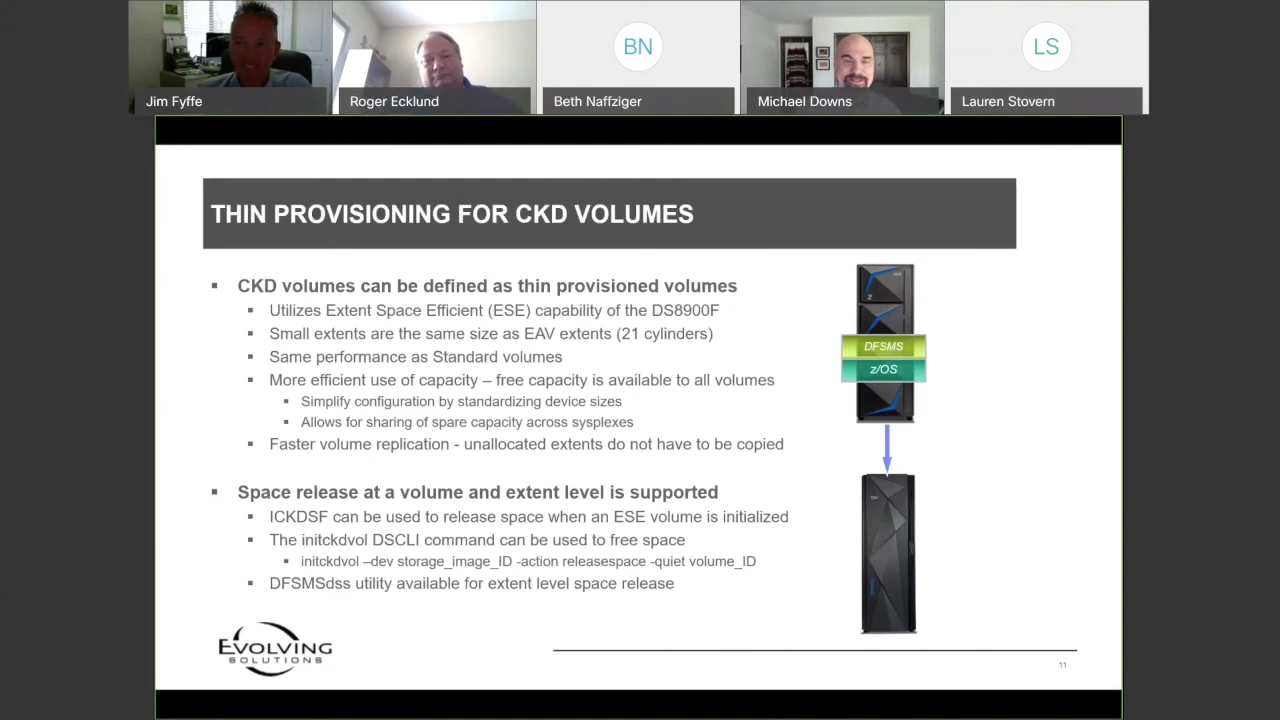 BN
LS
Jim Fyffe
Roger Ecklund
Beth Naffziger
Michael Downs
Lauren Stovern
THIN PROVISIONING FOR CKD VOLUMES
CKD volumes can be defined as thin provisioned volumes
Utilizes Extent Space Efficient (ESE) capability of the DS8900F
Small extents are the same size as EAV extents (21 cylinders)
Same performance as Standard volumes
More efficient use of capacity – free capacity is available to all volumes
Simplify configuration by standardizing device sizes
Allows for sharing of spare capacity across sysplexes
Faster volume replication - unallocated extents do not have to be copied
Space release at a volume and extent level is supported
ICKDSF can be used to release space when an ESE volume is initialized
The initckdvol DSCLI command can be used to free space
initckdvol –dev storage_image_ID -action releasespace -quiet volume_ID
DFSMSdss utility available for extent level space release
Z
DFSMS
z/OS
EVOLVING
SOLUTIONS
11